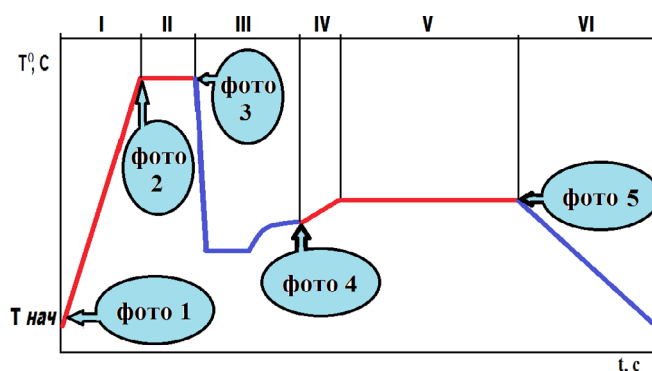 I II III IV V VI
T⁰, C
фото
3
фото
2
фото 5
фото 4
T нач
фото 1
t, c